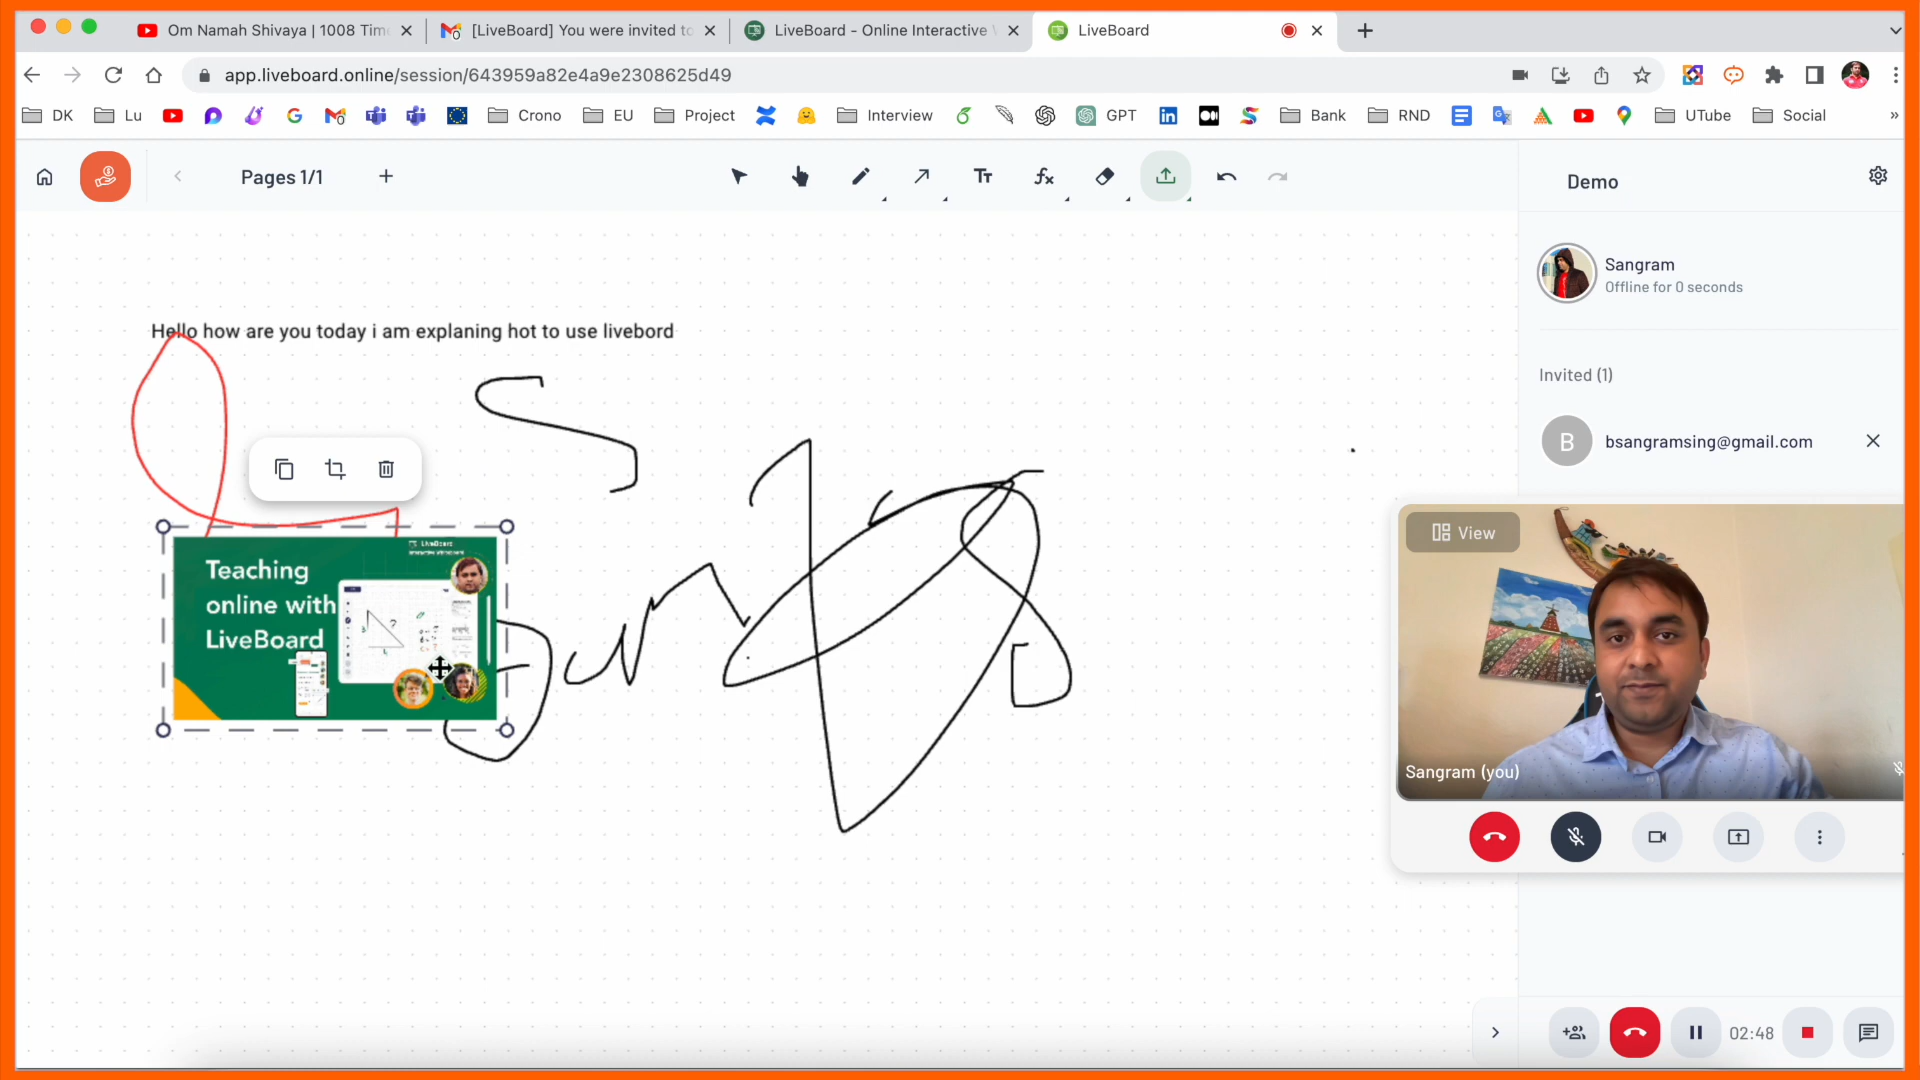 Om Namah Shivaya | 1008 Tim
[LiveBoard] You were invited to
LiveBoard - Online Interactive
LiveBoard
app.liveboard.online/session/643959a82e4a9e2308625d49
DK
Lu
Crono
EU
Project
Interview
GPT
Bank
RND
UTube
Social
»
Pages 1/1
Tт
fx
Demo
Sangram
Offline for 0 seconds
Invited (1)
B
bsangramsing@gmail.com
Hello how are you today i am explaning hot to use livebord
S
LiveBoard
Teaching
online with
LiveBoard
View
Sangram (you)
02:48